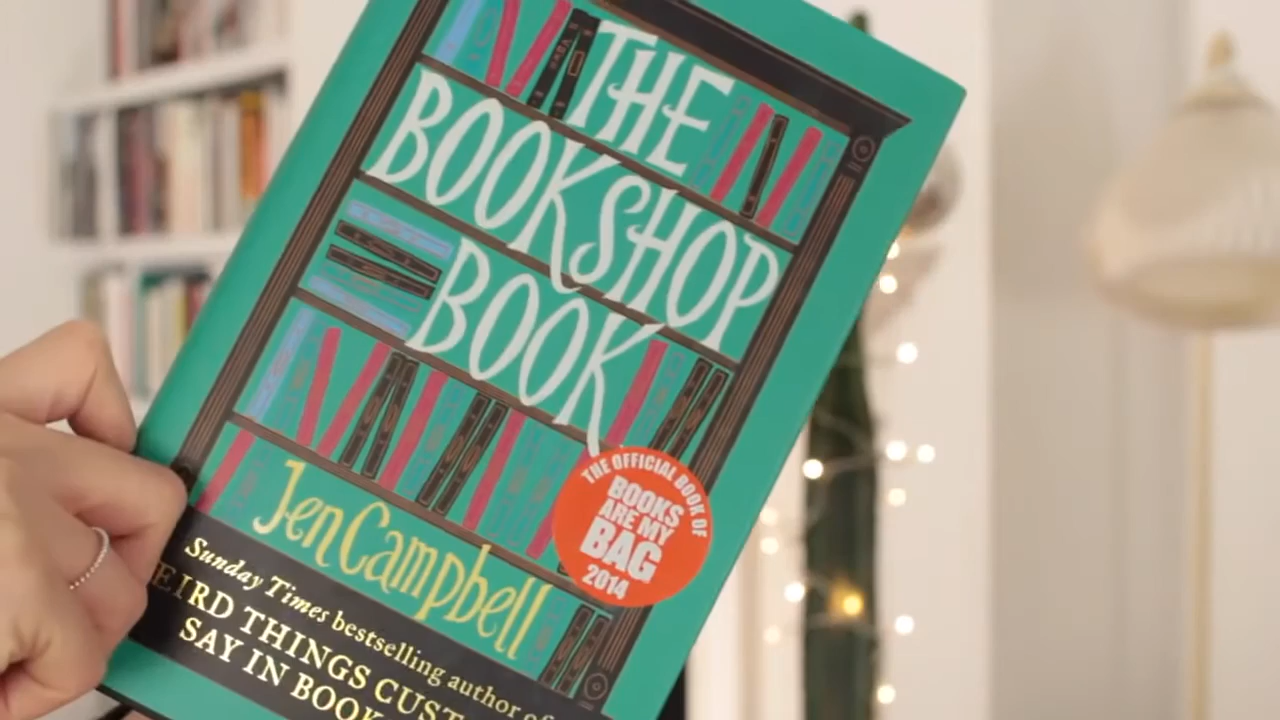 THE
BOOKSHOP
BOOK
THE OFFICIAL BOOK OF
BOOKS
ARE MY
BAG
2014
Jen Campbell
Sunday Times bestselling author of
EIRD THINGS CUST
SAY IN BOOK